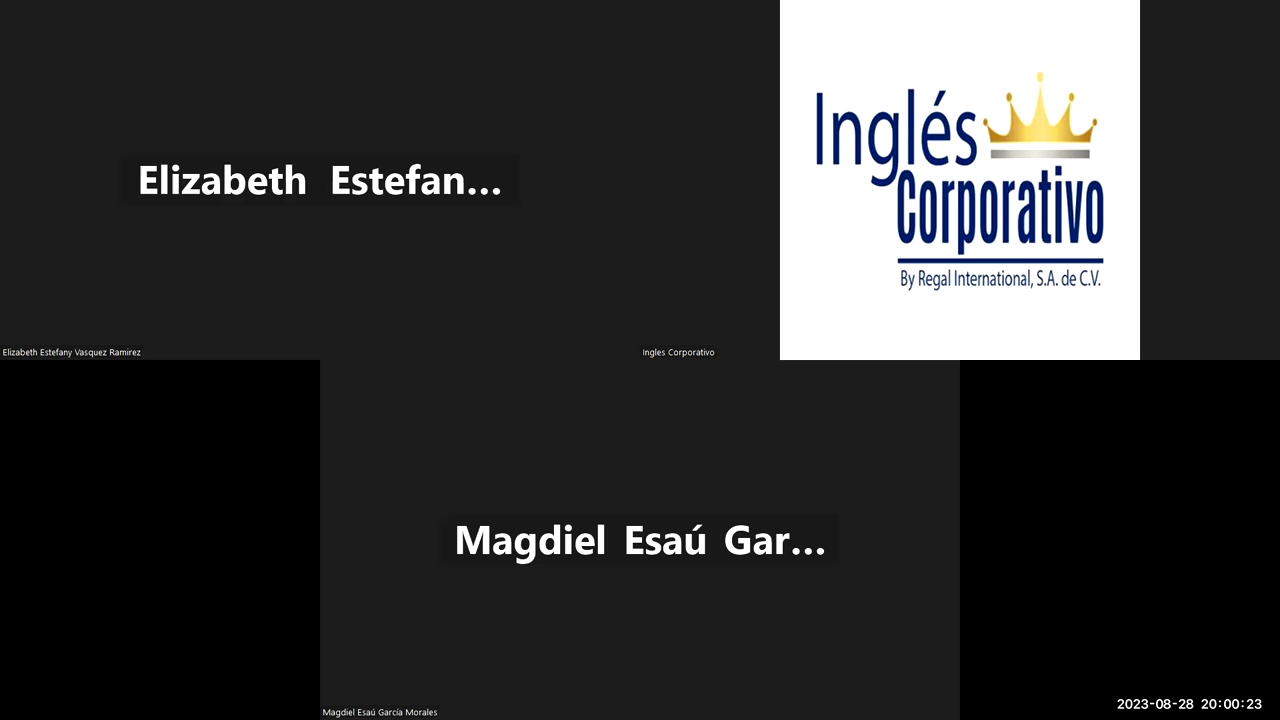 Elizabeth Estefan...
Inglés
Corporativo
By Regal International, S.A. de C.V.
Elizabeth Estefany Vasquez Ramirez
Ingles Corporativo
Magdiel Esaú Gar...
Magdiel Esaú García Morales
2023-08-28 20:00:23